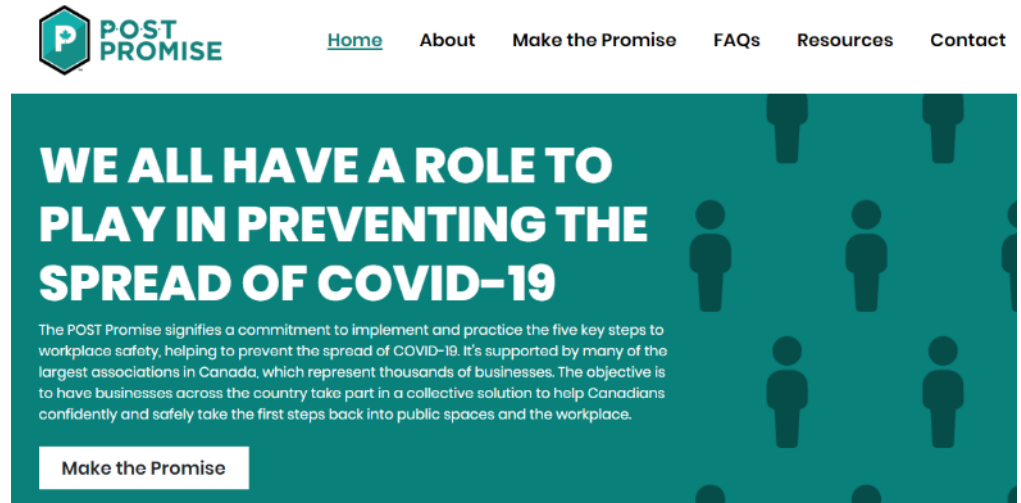 P·O·S·T
PROMISE
Home About Make the Promise FAQs Resources Contact
WE ALL HAVE A ROLE TO
PLAY IN PREVENTING THE
SPREAD OF COVID-19
The POST Promise signifies a commitment to implement and practice the five key steps to
workplace safety, helping to prevent the spread of COVID-19. It's supported by many of the
largest associations in Canada, which represent thousands of businesses. The objective is
to have businesses across the country take part in a collective solution to help Canadians
confidently and safely take the first steps back into public spaces and the workplace.
Make the Promise